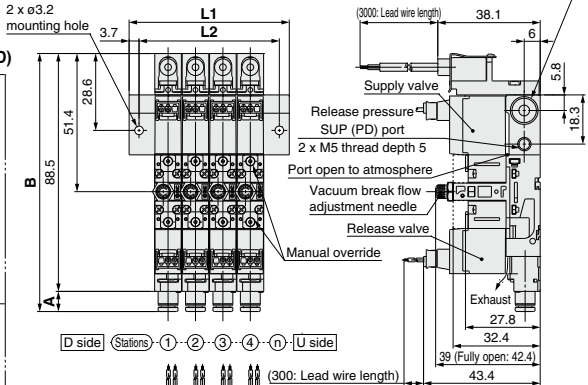 2 x ø3.2
mounting hole
L1
L2
3.7
28.6
51.4
88.5
B
A
D)
Manual override
D side (Stations) 1 2 3 4 n U side
(3000: Lead wire length)
38.1
6
5.8
18.3
Supply valve
Release pressure
SUP (PD) port
2 x M5 thread depth 5
Port open to atmosphere
Vacuum break flow
adjustment needle
Release valve
Exhaust
27.8
32.4
39 (Fully open: 42.4)
(300: Lead wire length)
43.4